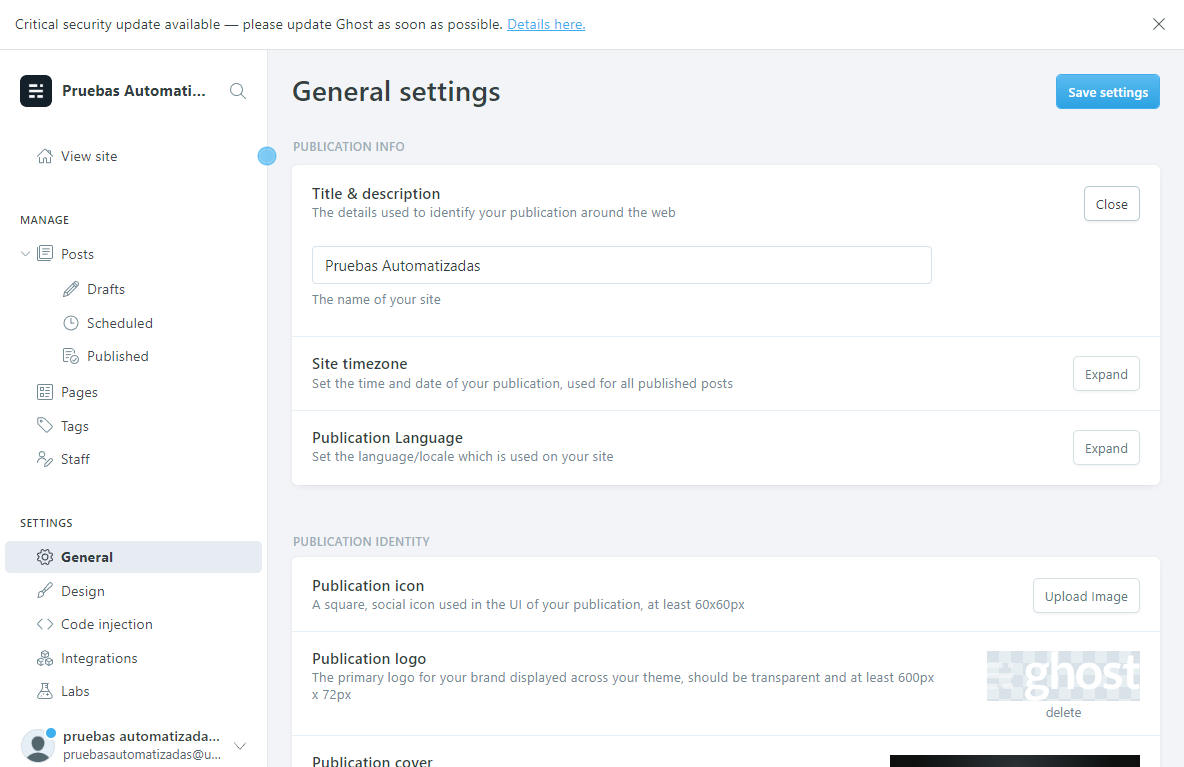 Critical security update available — please update Ghost as soon as possible. Details here.
Pruebas Automati...
View site
MANAGE
Posts
Drafts
Scheduled
Published
Pages
Tags
Staff
SETTINGS
General
Design
Code injection
Integrations
Labs
pruebas automatizada...
pruebasautomatizadas@u...
General settings
Save settings
PUBLICATION INFO
Title & description
The details used to identify your publication around the web
Close
Pruebas Automatizadas
The name of your site
Site timezone
Set the time and date of your publication, used for all published posts
Expand
Publication Language
Set the language/locale which is used on your site
Expand
PUBLICATION IDENTITY
Publication icon
A square, social icon used in the UI of your publication, at least 60x60px
Upload Image
Publication logo
The primary logo for your brand displayed across your theme, should be transparent and at least 600px
x 72px
ghost
delete
Publication cover